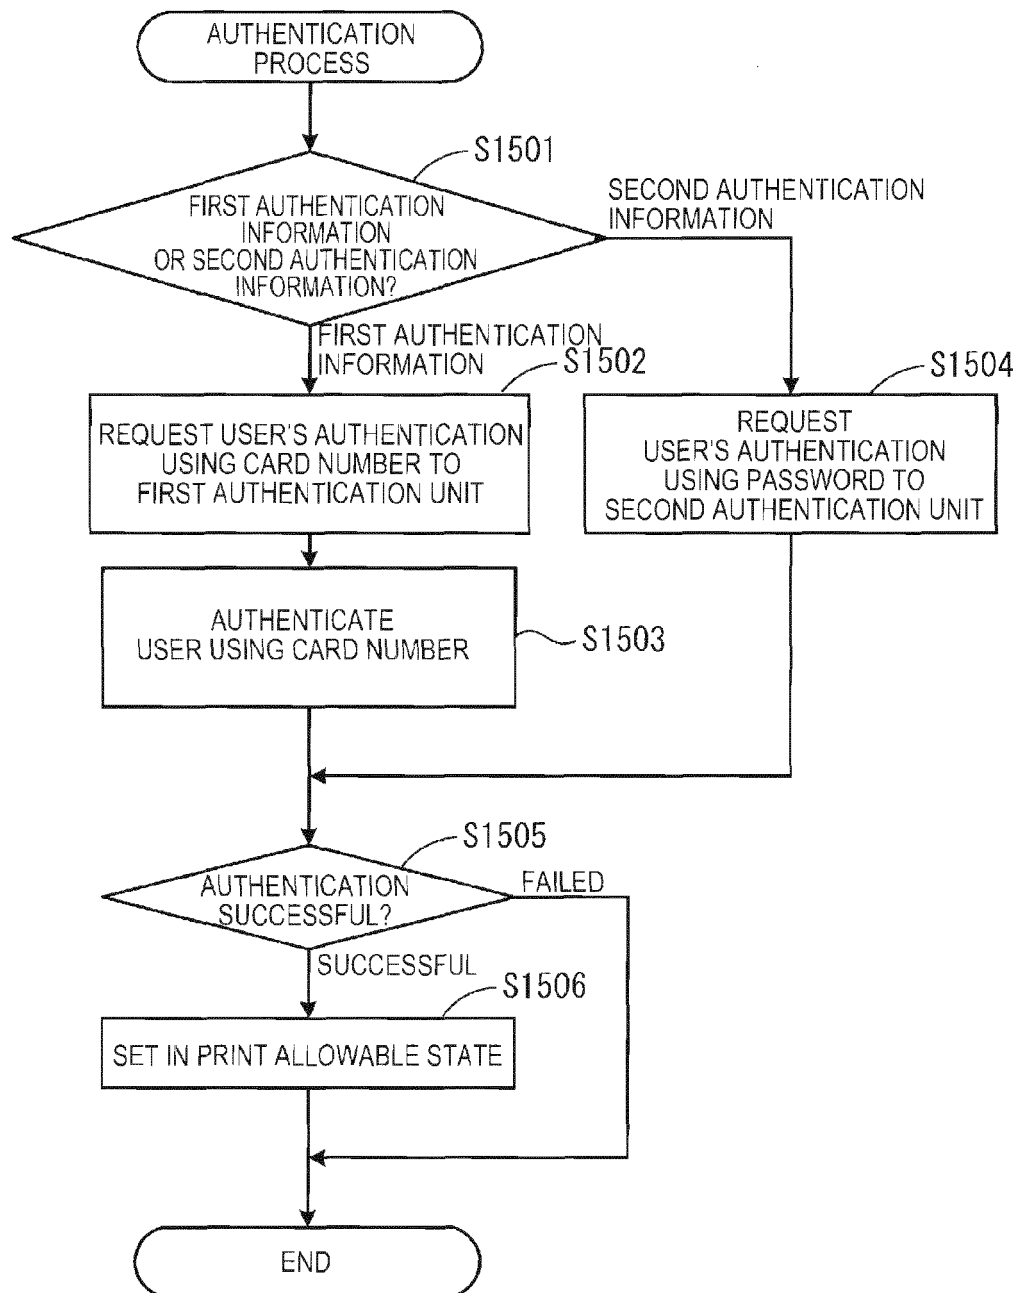 AUTHENTICATION
PROCESS
S1501
FIRST AUTHENTICATION
INFORMATION
OR SECOND AUTHENTICATION
INFORMATION?
SECOND AUTHENTICATION
INFORMATION
FIRST AUTHENTICATION
INFORMATION
S1502
REQUEST USER'S AUTHENTICATION
USING CARD NUMBER TO
FIRST AUTHENTICATION UNIT
S1504
REQUEST
USER'S AUTHENTICATION
USING PASSWORD TO
SECOND AUTHENTICATION UNIT
AUTHENTICATE
USER USING CARD NUMBER
S1503
S1505
AUTHENTICATION
SUCCESSFUL?
FAILED
SUCCESSFUL
S1506
SET IN PRINT ALLOWABLE STATE
END